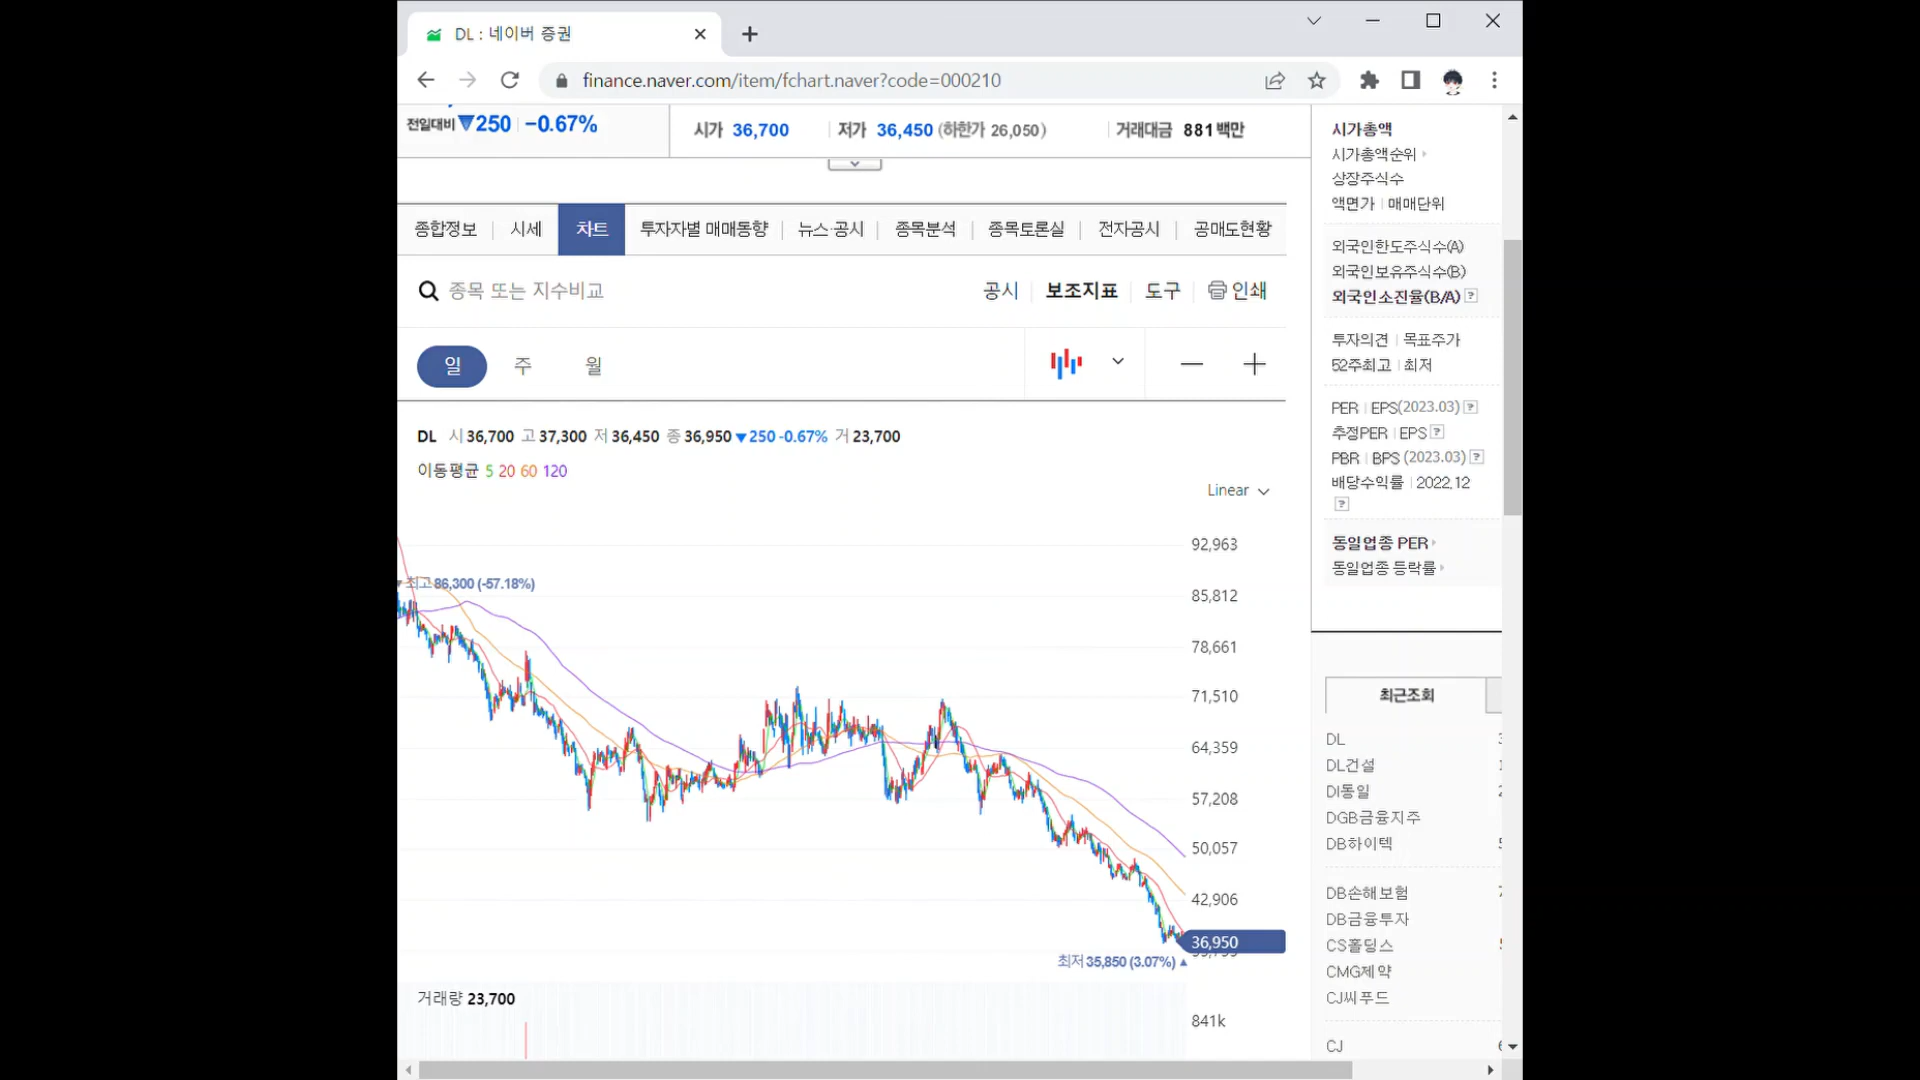 DL : 네이버 증권
finance.naver.com/item/fchart.naver?code=000210
전일대비 ▼250 | -0.67%
시가 36,700 | 저가 36,450 (하한가 26,050) | 거래대금 881 백만
종합정보 시세 차트 투자자별 매매동향 뉴스·공시 종목분석 종목토론실 전자공시 공매도현황
종목 또는 지수비교
공시 보조지표 도구 인쇄
일 주 월
DL 시 36,700 고 37,300 저 36,450 종 36,950 ▼250 -0.67% 거 23,700
이동평균 5 20 60 120
Linear
92,963
최고 86,300 (-57.18%)
85,812
78,661
71,510
64,359
57,208
50,057
42,906
36,950
최저 35,850 (3.07%) ▲
거래량 23,700
841k
시가총액
시가총액순위
상장주식수
액면가 | 매매단위
외국인한도주식수(A)
외국인보유주식수(B)
외국인소진율(B/A) ?
투자의견 | 목표주가
52주최고 | 최저
PER | EPS(2023.03) ?
추정PER | EPS ?
PBR | BPS (2023.03) ?
배당수익률 | 2022.12
?
동일업종 PER
동일업종 등락률
최근조회
DL
DL건설
DI동일
DGB금융지주
DB하이텍
DB손해보험
DB금융투자
CS홀딩스
CMG제약
CJ씨푸드
CJ